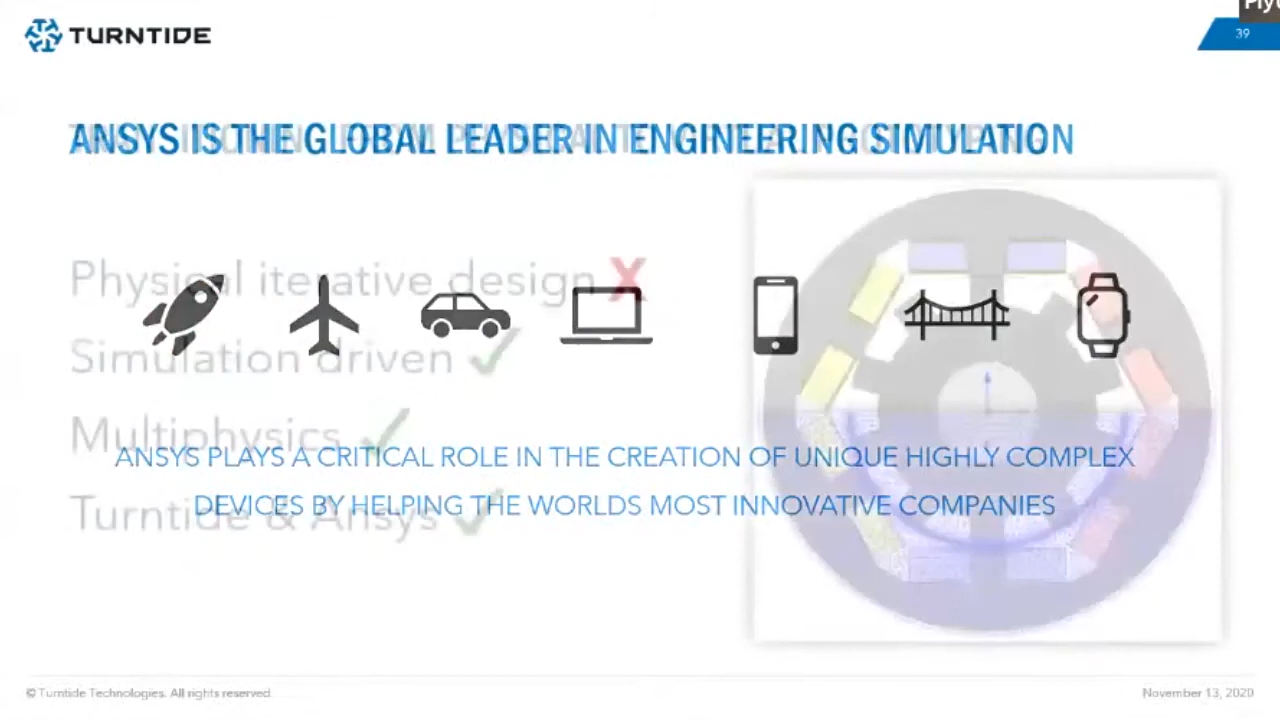 TURNTIDE
39
ANSYS IS THE GLOBAL LEADER IN ENGINEERING SIMULATION
Physical iterative design X
Simulation driven
Multiphysics
ANSYS PLAYS A CRITICAL ROLE IN THE CREATION OF UNIQUE HIGHLY COMPLEX
DEVICES BY HELPING THE WORLDS MOST INNOVATIVE COMPANIES
Turntide & Ansys
© Turntide Technologies. All rights reserved.
November 13, 2020